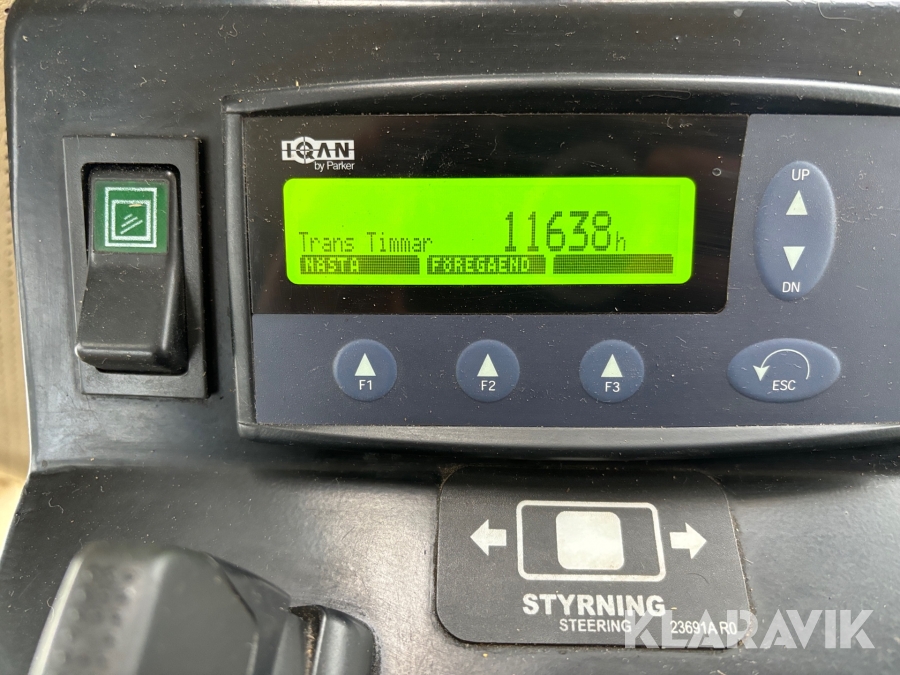 IQAN
by Parker
Trans Timmar 11638h
NÄSTA FÖREGÅEND
UP
DN
F1 F2 F3 ESC
STYRNING
STEERING 23691A R0
KLARAVIK